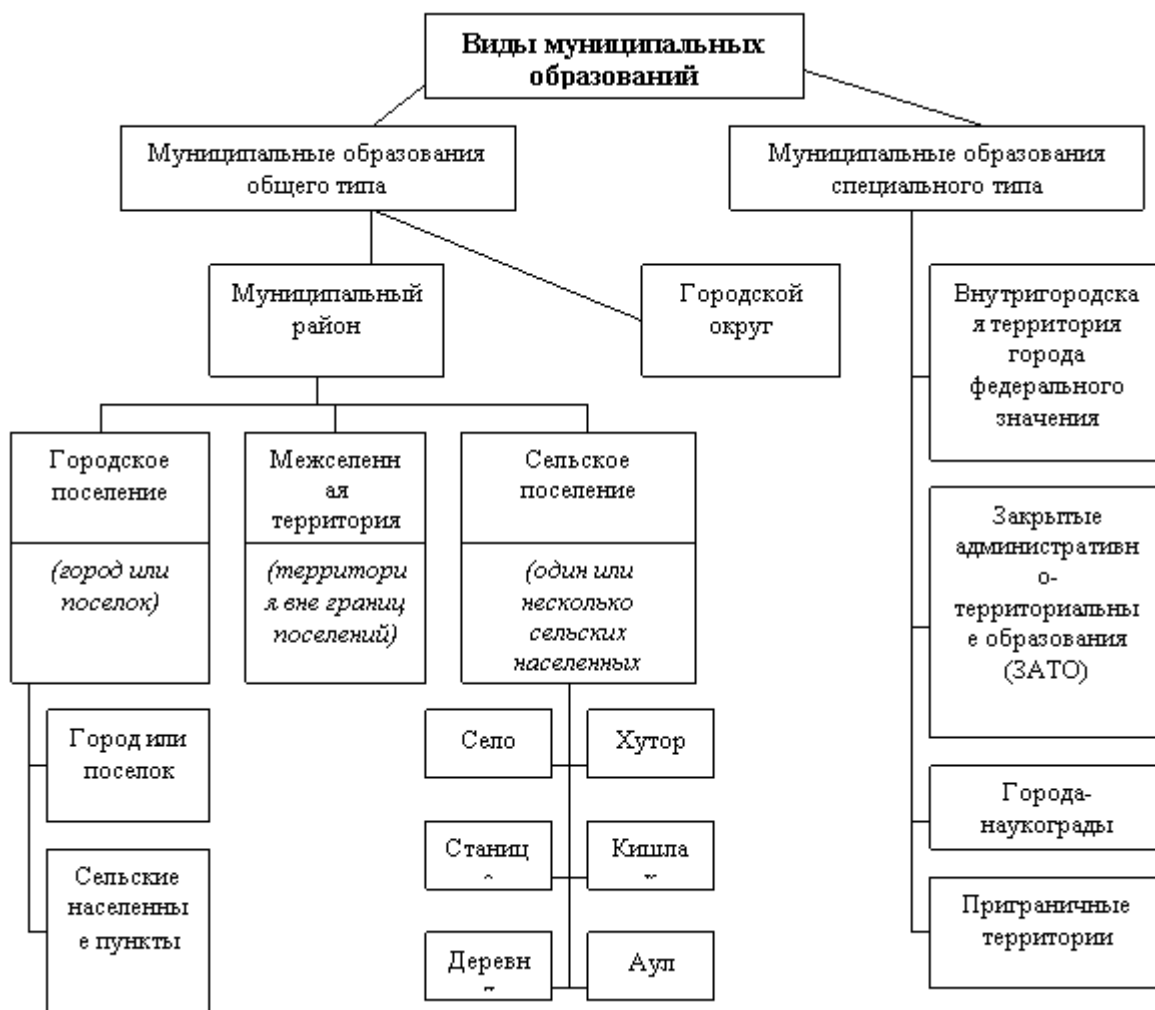 Виды муниципальных
образований
Муниципальные образования
общего типа
Муниципальные образования
специального типа
Муниципальный
район
Городской
округ
Внутригородска
я территория
города
федерального
значения
Городское
поселение
Межселенн
ая
территория
Сельское
поселение
(город или
поселок)
(территори
я вне границ
поселений)
(один или
несколько
сельских
населенных
Закрытые
административн
о-
территориальны
е образования
(ЗАТО)
Город или
поселок
Сельские
населенны
е пункты
Село
Хутор
Станиц
Кишла
Деревн
Аул
Города-
наукограды
Приграничные
территории